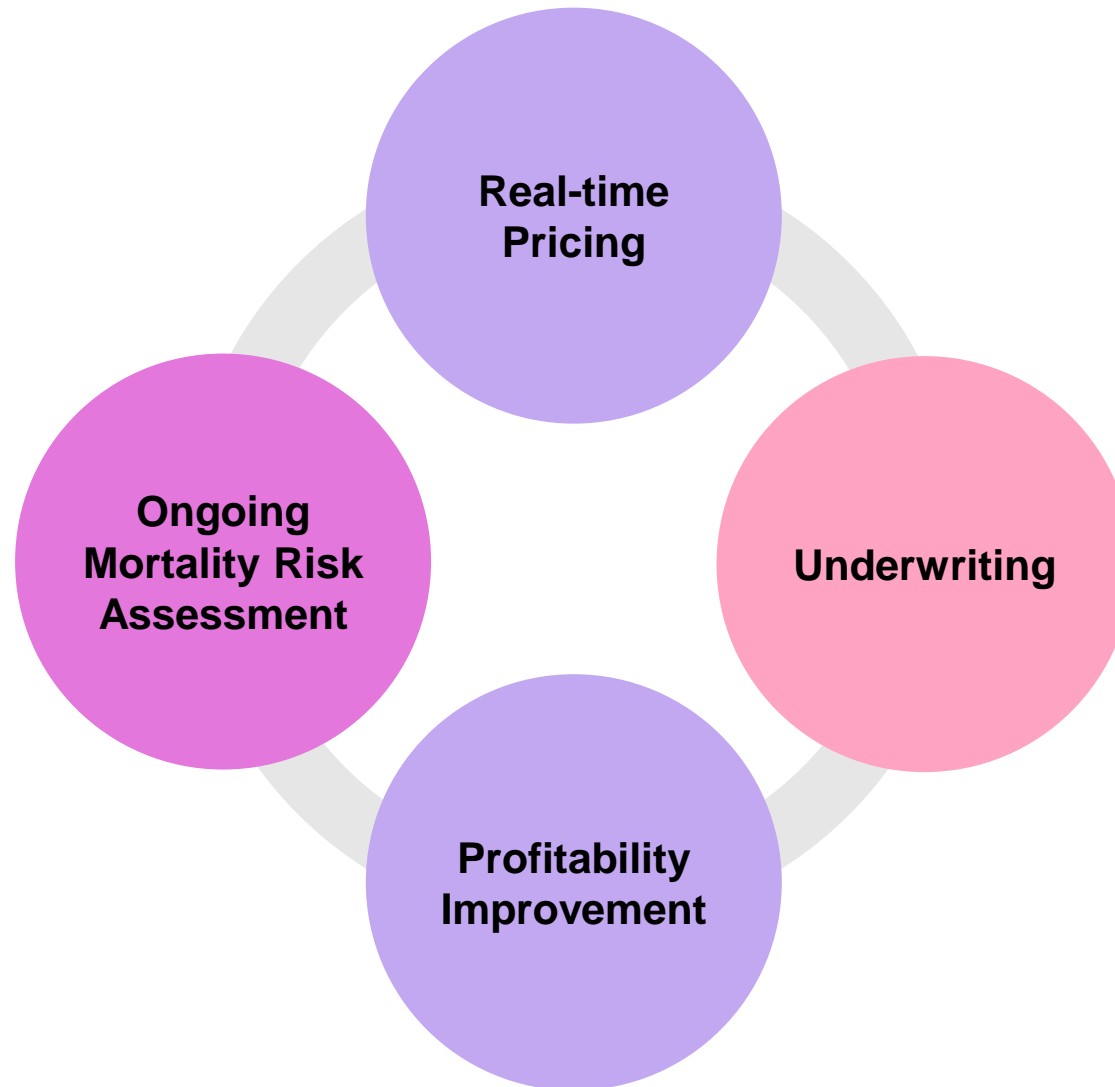 Real-time
Pricing
Ongoing
Mortality Risk
Assessment
Underwriting
Profitability
Improvement